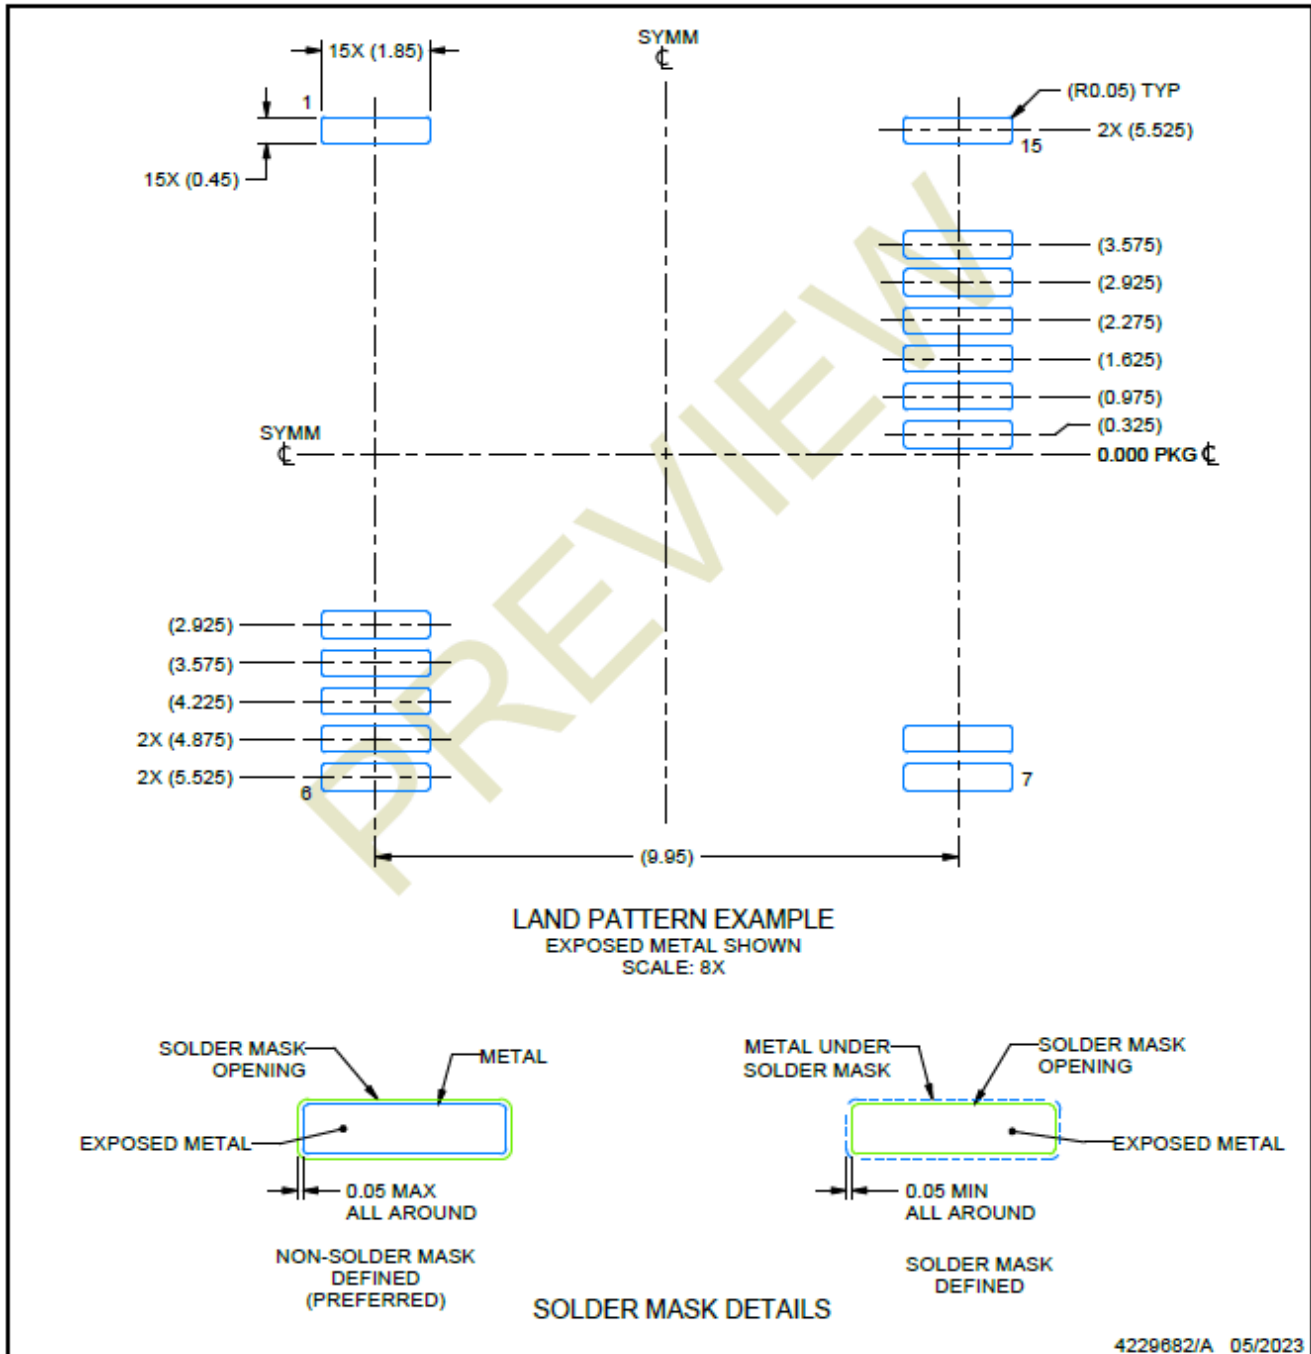 15X (1.85)
SYMM
℄
1
(R0.05) TYP
2X (5.525)
15
15X (0.45)
(3.575)
(2.925)
(2.275)
(1.625)
(0.975)
(0.325)
SYMM
℄
0.000 PKG ℄
(2.925)
(3.575)
(4.225)
2X (4.875)
2X (5.525)
6
7
(9.95)
PREVIEW
LAND PATTERN EXAMPLE
EXPOSED METAL SHOWN
SCALE: 8X
SOLDER MASK
OPENING
METAL
EXPOSED METAL
0.05 MAX
ALL AROUND
NON-SOLDER MASK
DEFINED
(PREFERRED)
METAL UNDER
SOLDER MASK
SOLDER MASK
OPENING
EXPOSED METAL
0.05 MIN
ALL AROUND
SOLDER MASK
DEFINED
SOLDER MASK DETAILS
4229682/A 05/2023